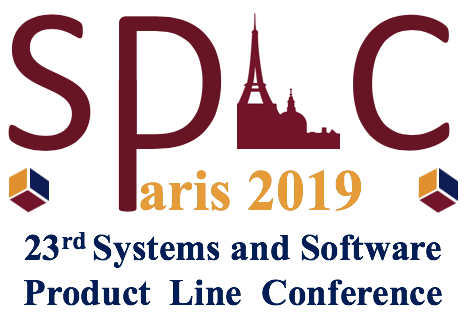 SPLC
Paris 2019
23rd Systems and Software
Product Line Conference